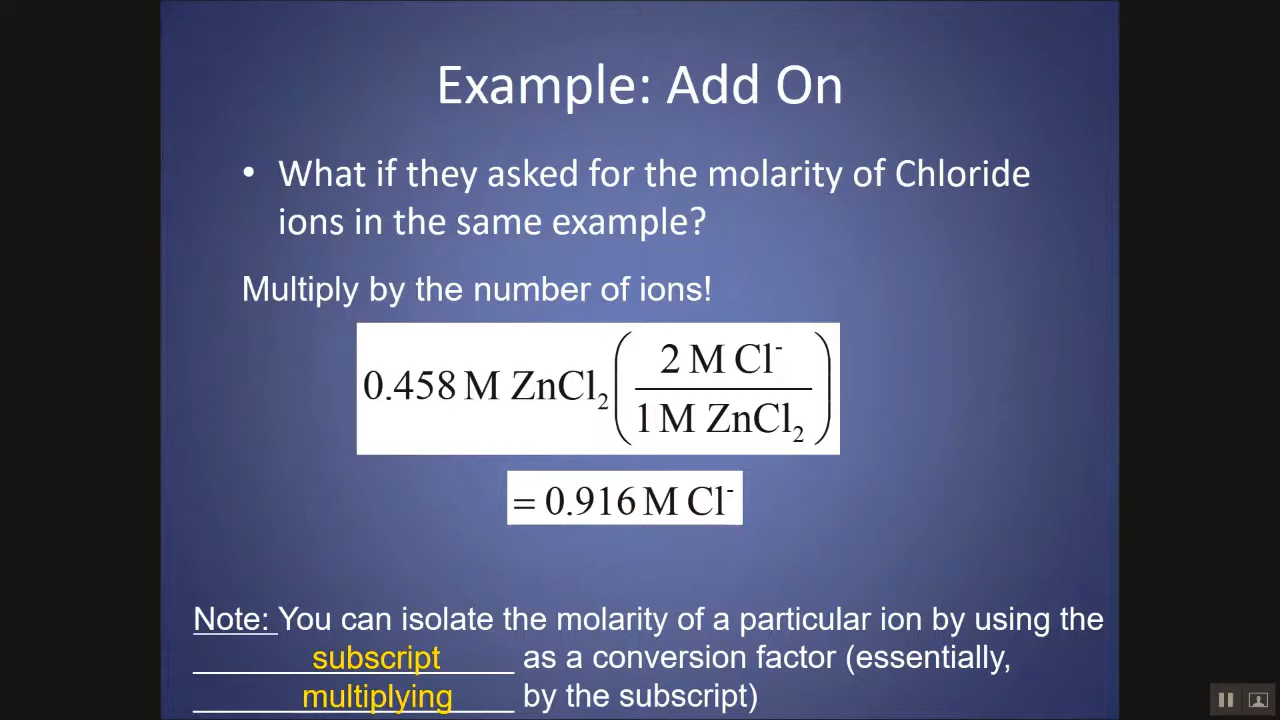 Example: Add On
• What if they asked for the molarity of Chloride
ions in the same example?
Multiply by the number of ions!
0.458 M ZnCl₂ (2 M Cl⁻ / 1 M ZnCl₂)
= 0.916 M Cl⁻
Note: You can isolate the molarity of a particular ion by using the
subscript as a conversion factor (essentially,
multiplying by the subscript)